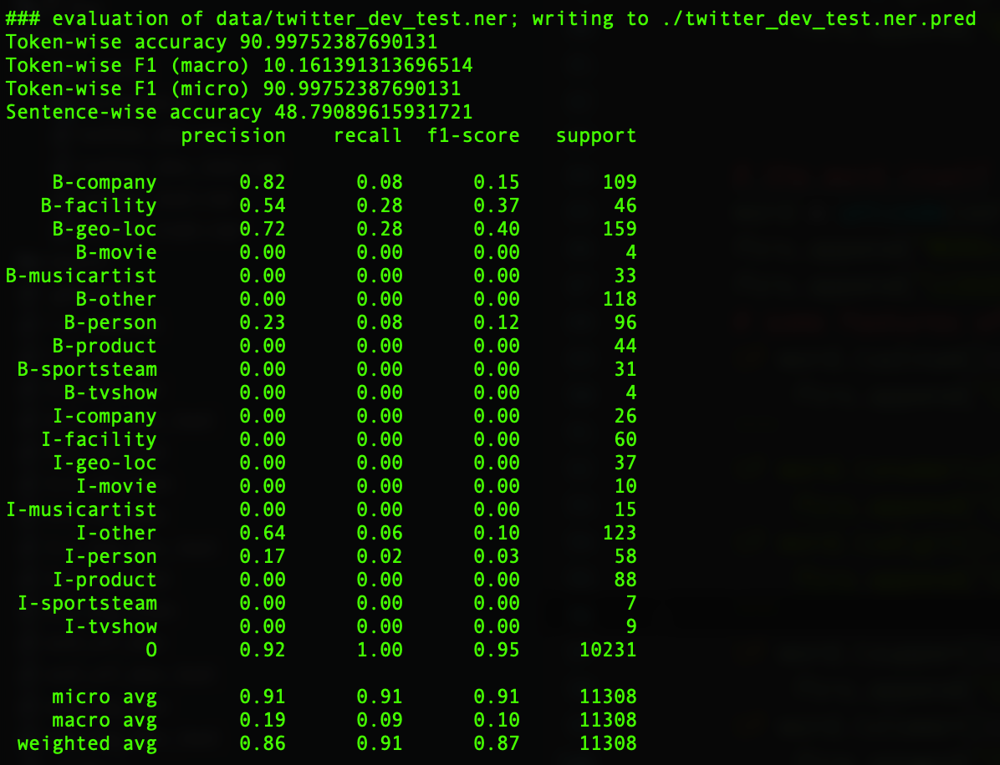 ### evaluation of data/twitter_dev_test.ner; writing to ./twitter_dev_test.ner.pred
Token-wise accuracy 90.99752387690131
Token-wise F1 (macro) 10.161391313696514
Token-wise F1 (micro) 90.99752387690131
Sentence-wise accuracy 48.79089615931721
precision recall f1-score support
B-company 0.82 0.08 0.15 109
B-facility 0.54 0.28 0.37 46
B-geo-loc 0.72 0.28 0.40 159
B-movie 0.00 0.00 0.00 4
B-musicartist 0.00 0.00 0.00 33
B-other 0.00 0.00 0.00 118
B-person 0.23 0.08 0.12 96
B-product 0.00 0.00 0.00 44
B-sportsteam 0.00 0.00 0.00 31
B-tvshow 0.00 0.00 0.00 4
I-company 0.00 0.00 0.00 26
I-facility 0.00 0.00 0.00 60
I-geo-loc 0.00 0.00 0.00 37
I-movie 0.00 0.00 0.00 10
I-musicartist 0.00 0.00 0.00 15
I-other 0.64 0.06 0.10 123
I-person 0.17 0.02 0.03 58
I-product 0.00 0.00 0.00 88
I-sportsteam 0.00 0.00 0.00 7
I-tvshow 0.00 0.00 0.00 9
O 0.92 1.00 0.95 10231
micro avg 0.91 0.91 0.91 11308
macro avg 0.19 0.09 0.10 11308
weighted avg 0.86 0.91 0.87 11308